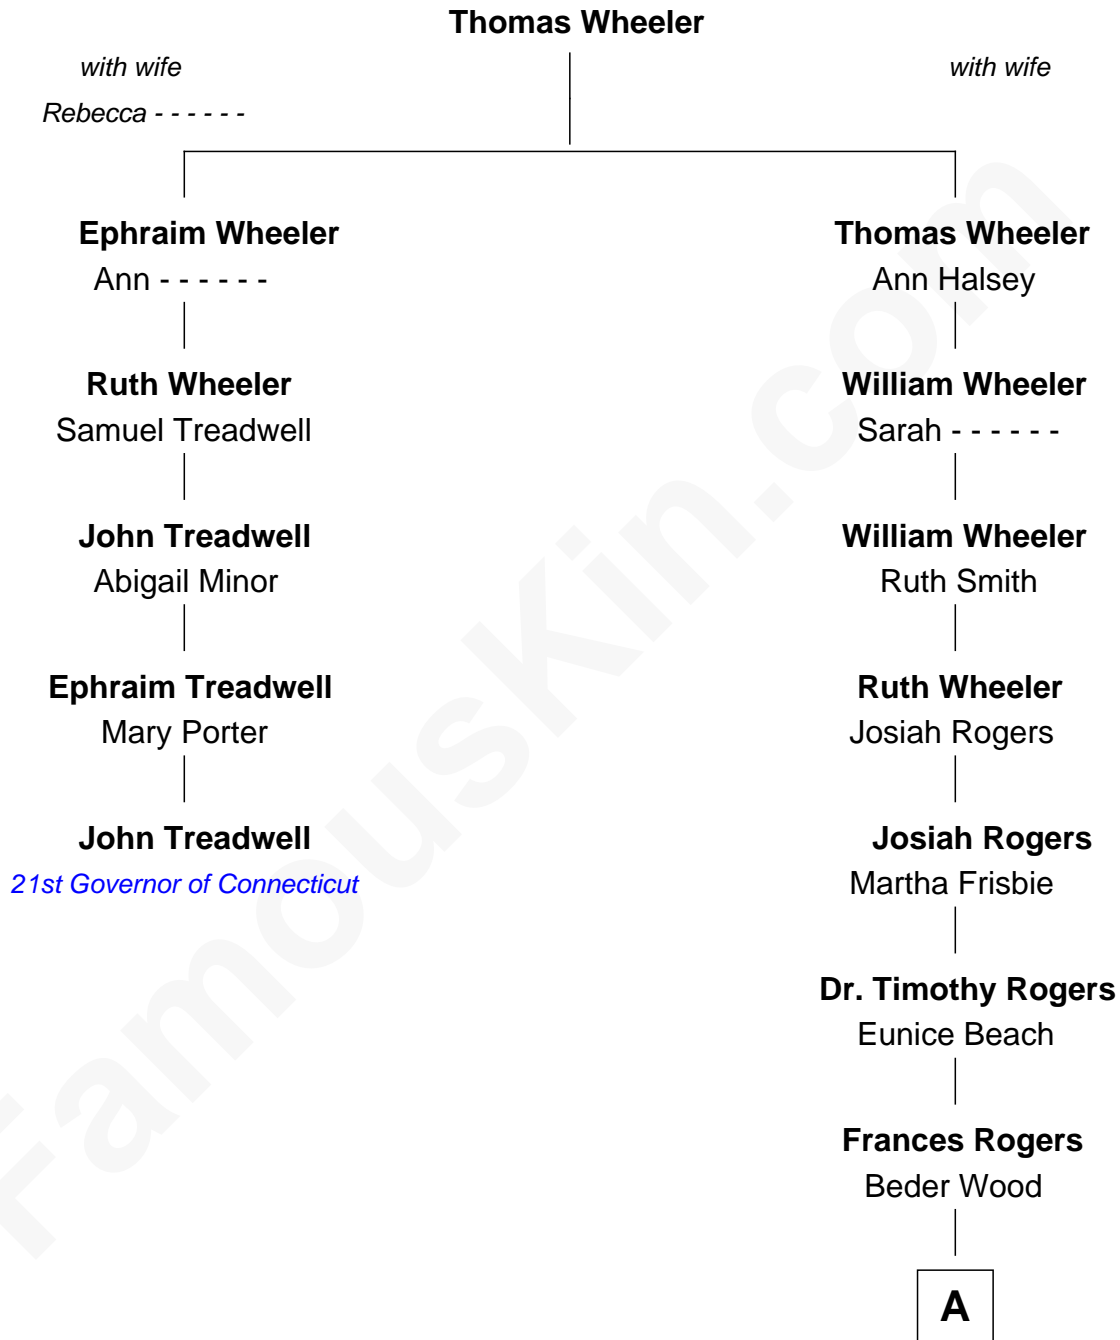 Thomas Wheeler
with wife
with wife
Rebecca - - - - - -
Ephraim Wheeler
Ann - - - - - -
Thomas Wheeler
Ann Halsey
Ruth Wheeler
Samuel Treadwell
William Wheeler
Sarah - - - - - -
John Treadwell
Abigail Minor
William Wheeler
Ruth Smith
Ephraim Treadwell
Mary Porter
Ruth Wheeler
Josiah Rogers
John Treadwell
21st Governor of Connecticut
Josiah Rogers
Martha Frisbie
Dr. Timothy Rogers
Eunice Beach
Frances Rogers
Beder Wood
A
FamousKin.com